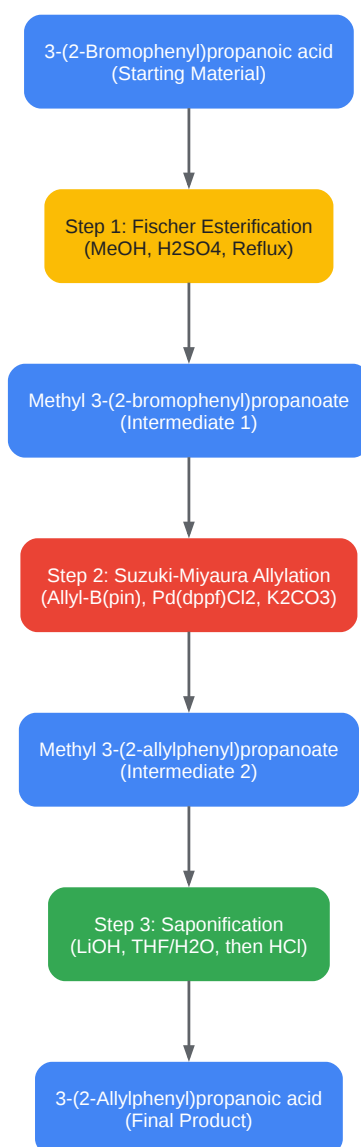 3-(2-Bromophenyl)propanoic acid
(Starting Material)
Step 1: Fischer Esterification
(MeOH, H2SO4, Reflux)
Methyl 3-(2-bromophenyl)propanoate
(Intermediate 1)
Step 2: Suzuki-Miyaura Allylation
(Allyl-B(pin), Pd(dppf)Cl2, K2CO3)
Methyl 3-(2-allylphenyl)propanoate
(Intermediate 2)
Step 3: Saponification
(LiOH, THF/H2O, then HCl)
3-(2-Allylphenyl)propanoic acid
(Final Product)